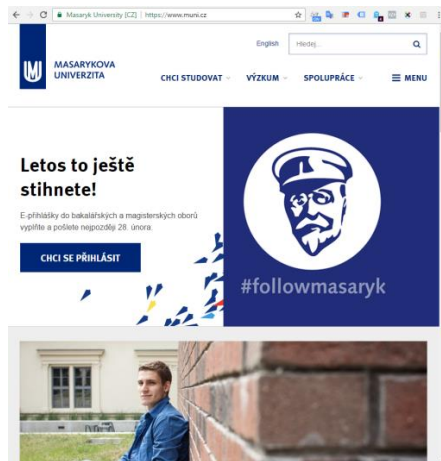 Masaryk University [CZ] | https://www.muni.cz
English
Hledej...
MASARYKOVA
UNIVERZITA
CHCI STUDOVAT
VÝZKUM
SPOLUPRÁCE
MENU
Letos to ještě
stihnete!
E-přihlášky do bakalářských a magisterských oborů
vyplňte a pošlete nejpozději 28. února.
CHCI SE PŘIHLÁSIT
#followmasaryk